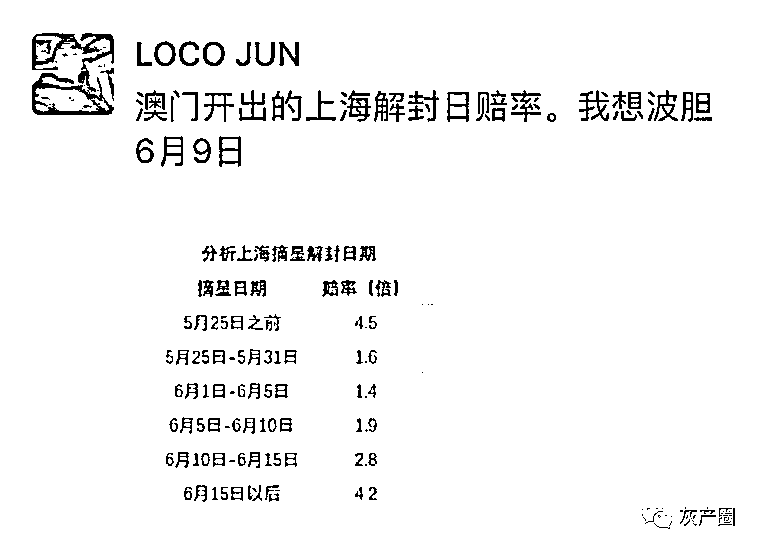 LOCO JUN
澳门开出的上海解封日赔率。我想波胆
6月9日
分析上海摘星解封日期
摘星日期 赔率（倍）
5月25日之前 4.5
5月25日-5月31日 1.6
6月1日-6月5日 1.4
6月5日-6月10日 1.9
6月10日-6月15日 2.8
6月15日以后 4.2
灰产圈